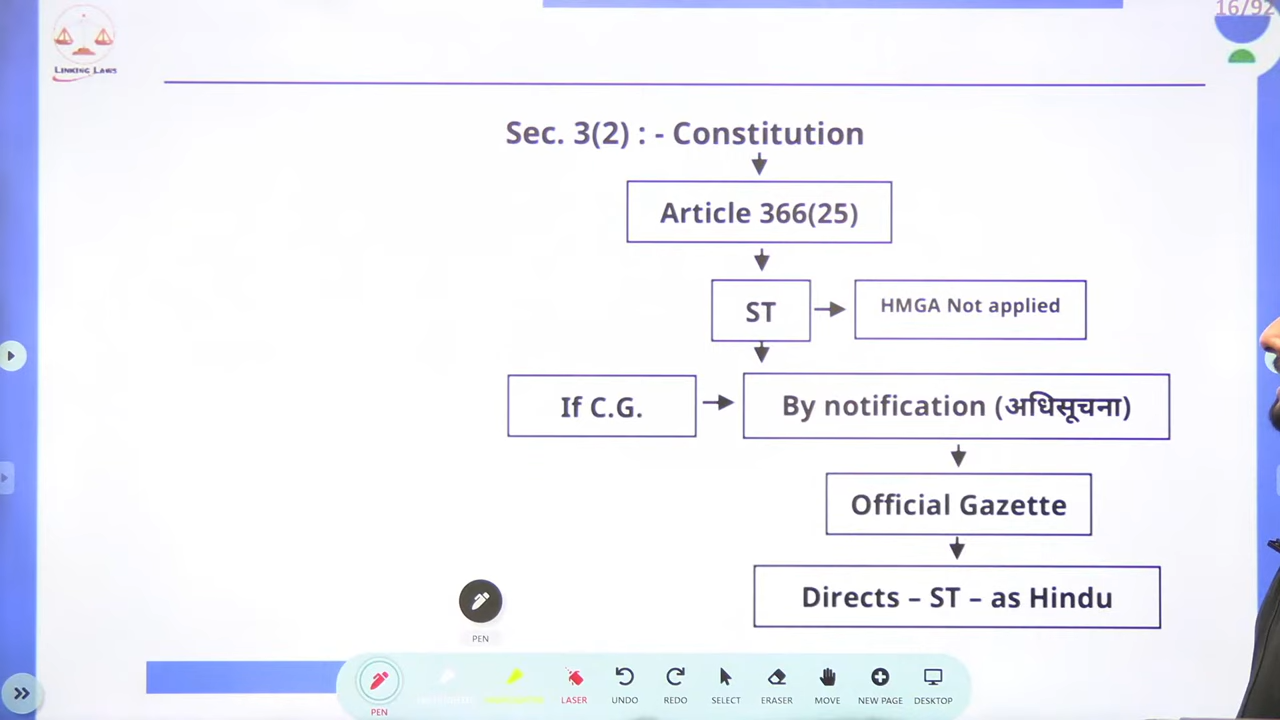 16/92
LINKING LAWS
Sec. 3(2) : - Constitution
Article 366(25)
ST
HMGA Not applied
If C.G.
By notification (अधिसूचना)
Official Gazette
Directs – ST – as Hindu
PEN
PEN
LASER
UNDO
REDO
SELECT
ERASER
MOVE
NEW PAGE
DESKTOP